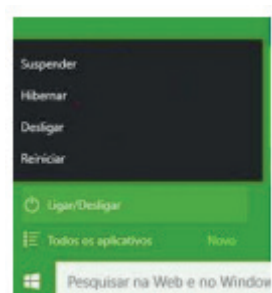 Suspender
Hibernar
Desligar
Reiniciar
Ligar/Desligar
Todos os aplicativos Novo
Pesquisar na Web e no Window